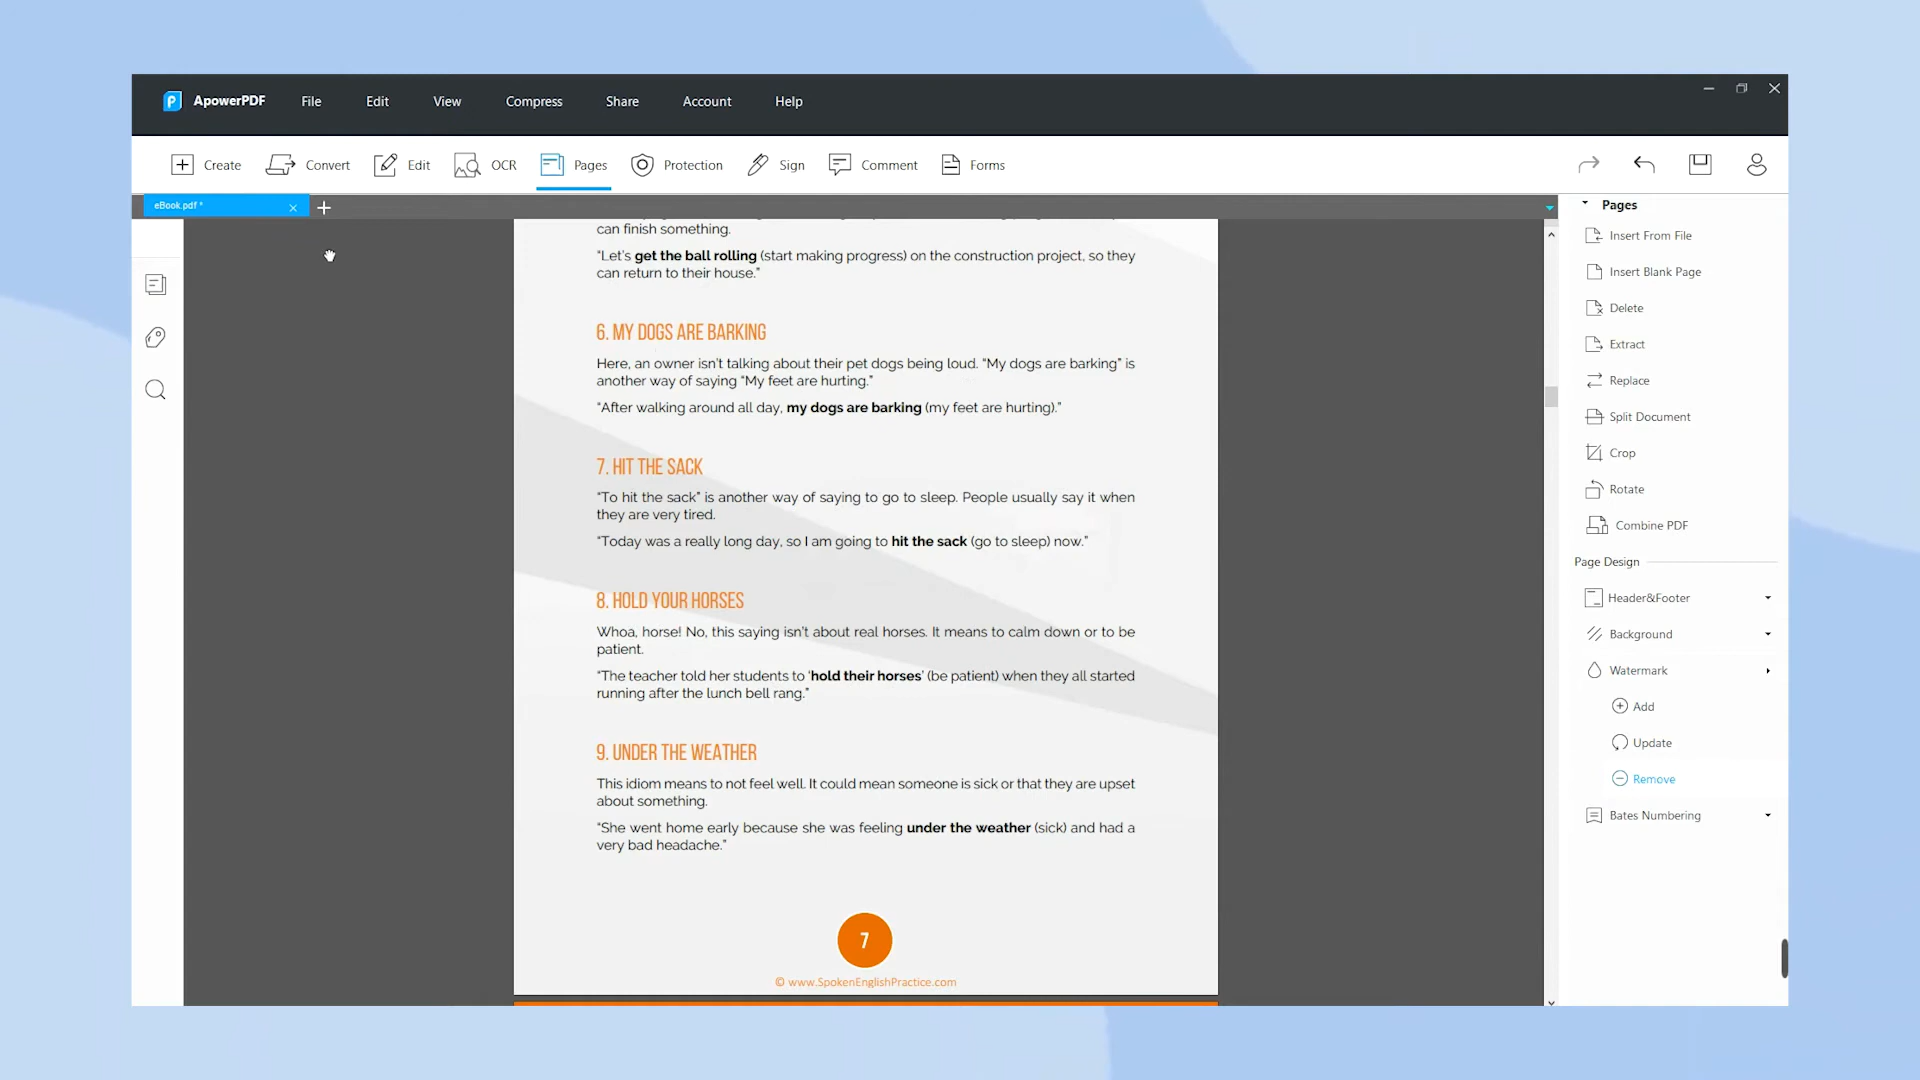 ApowerPDF File Edit View Compress Share Account Help
Create Convert Edit OCR Pages Protection Sign Comment Forms
eBook.pdf *
can finish something.
“Let’s get the ball rolling (start making progress) on the construction project, so they
can return to their house.”
6. MY DOGS ARE BARKING
Here, an owner isn’t talking about their pet dogs being loud. “My dogs are barking” is
another way of saying “My feet are hurting.”
“After walking around all day, my dogs are barking (my feet are hurting).”
7. HIT THE SACK
“To hit the sack” is another way of saying to go to sleep. People usually say it when
they are very tired.
“Today was a really long day, so I am going to hit the sack (go to sleep) now.”
8. HOLD YOUR HORSES
Whoa, horse! No, this saying isn’t about real horses. It means to calm down or to be
patient.
“The teacher told her students to ‘hold their horses’ (be patient) when they all started
running after the lunch bell rang.”
9. UNDER THE WEATHER
This idiom means to not feel well. It could mean someone is sick or that they are upset
about something.
“She went home early because she was feeling under the weather (sick) and had a
very bad headache.”
7
© www.SpokenEnglishPractice.com
Pages
Insert From File
Insert Blank Page
Delete
Extract
Replace
Split Document
Crop
Rotate
Combine PDF
Page Design
Header&Footer
Background
Watermark
Add
Update
Remove
Bates Numbering